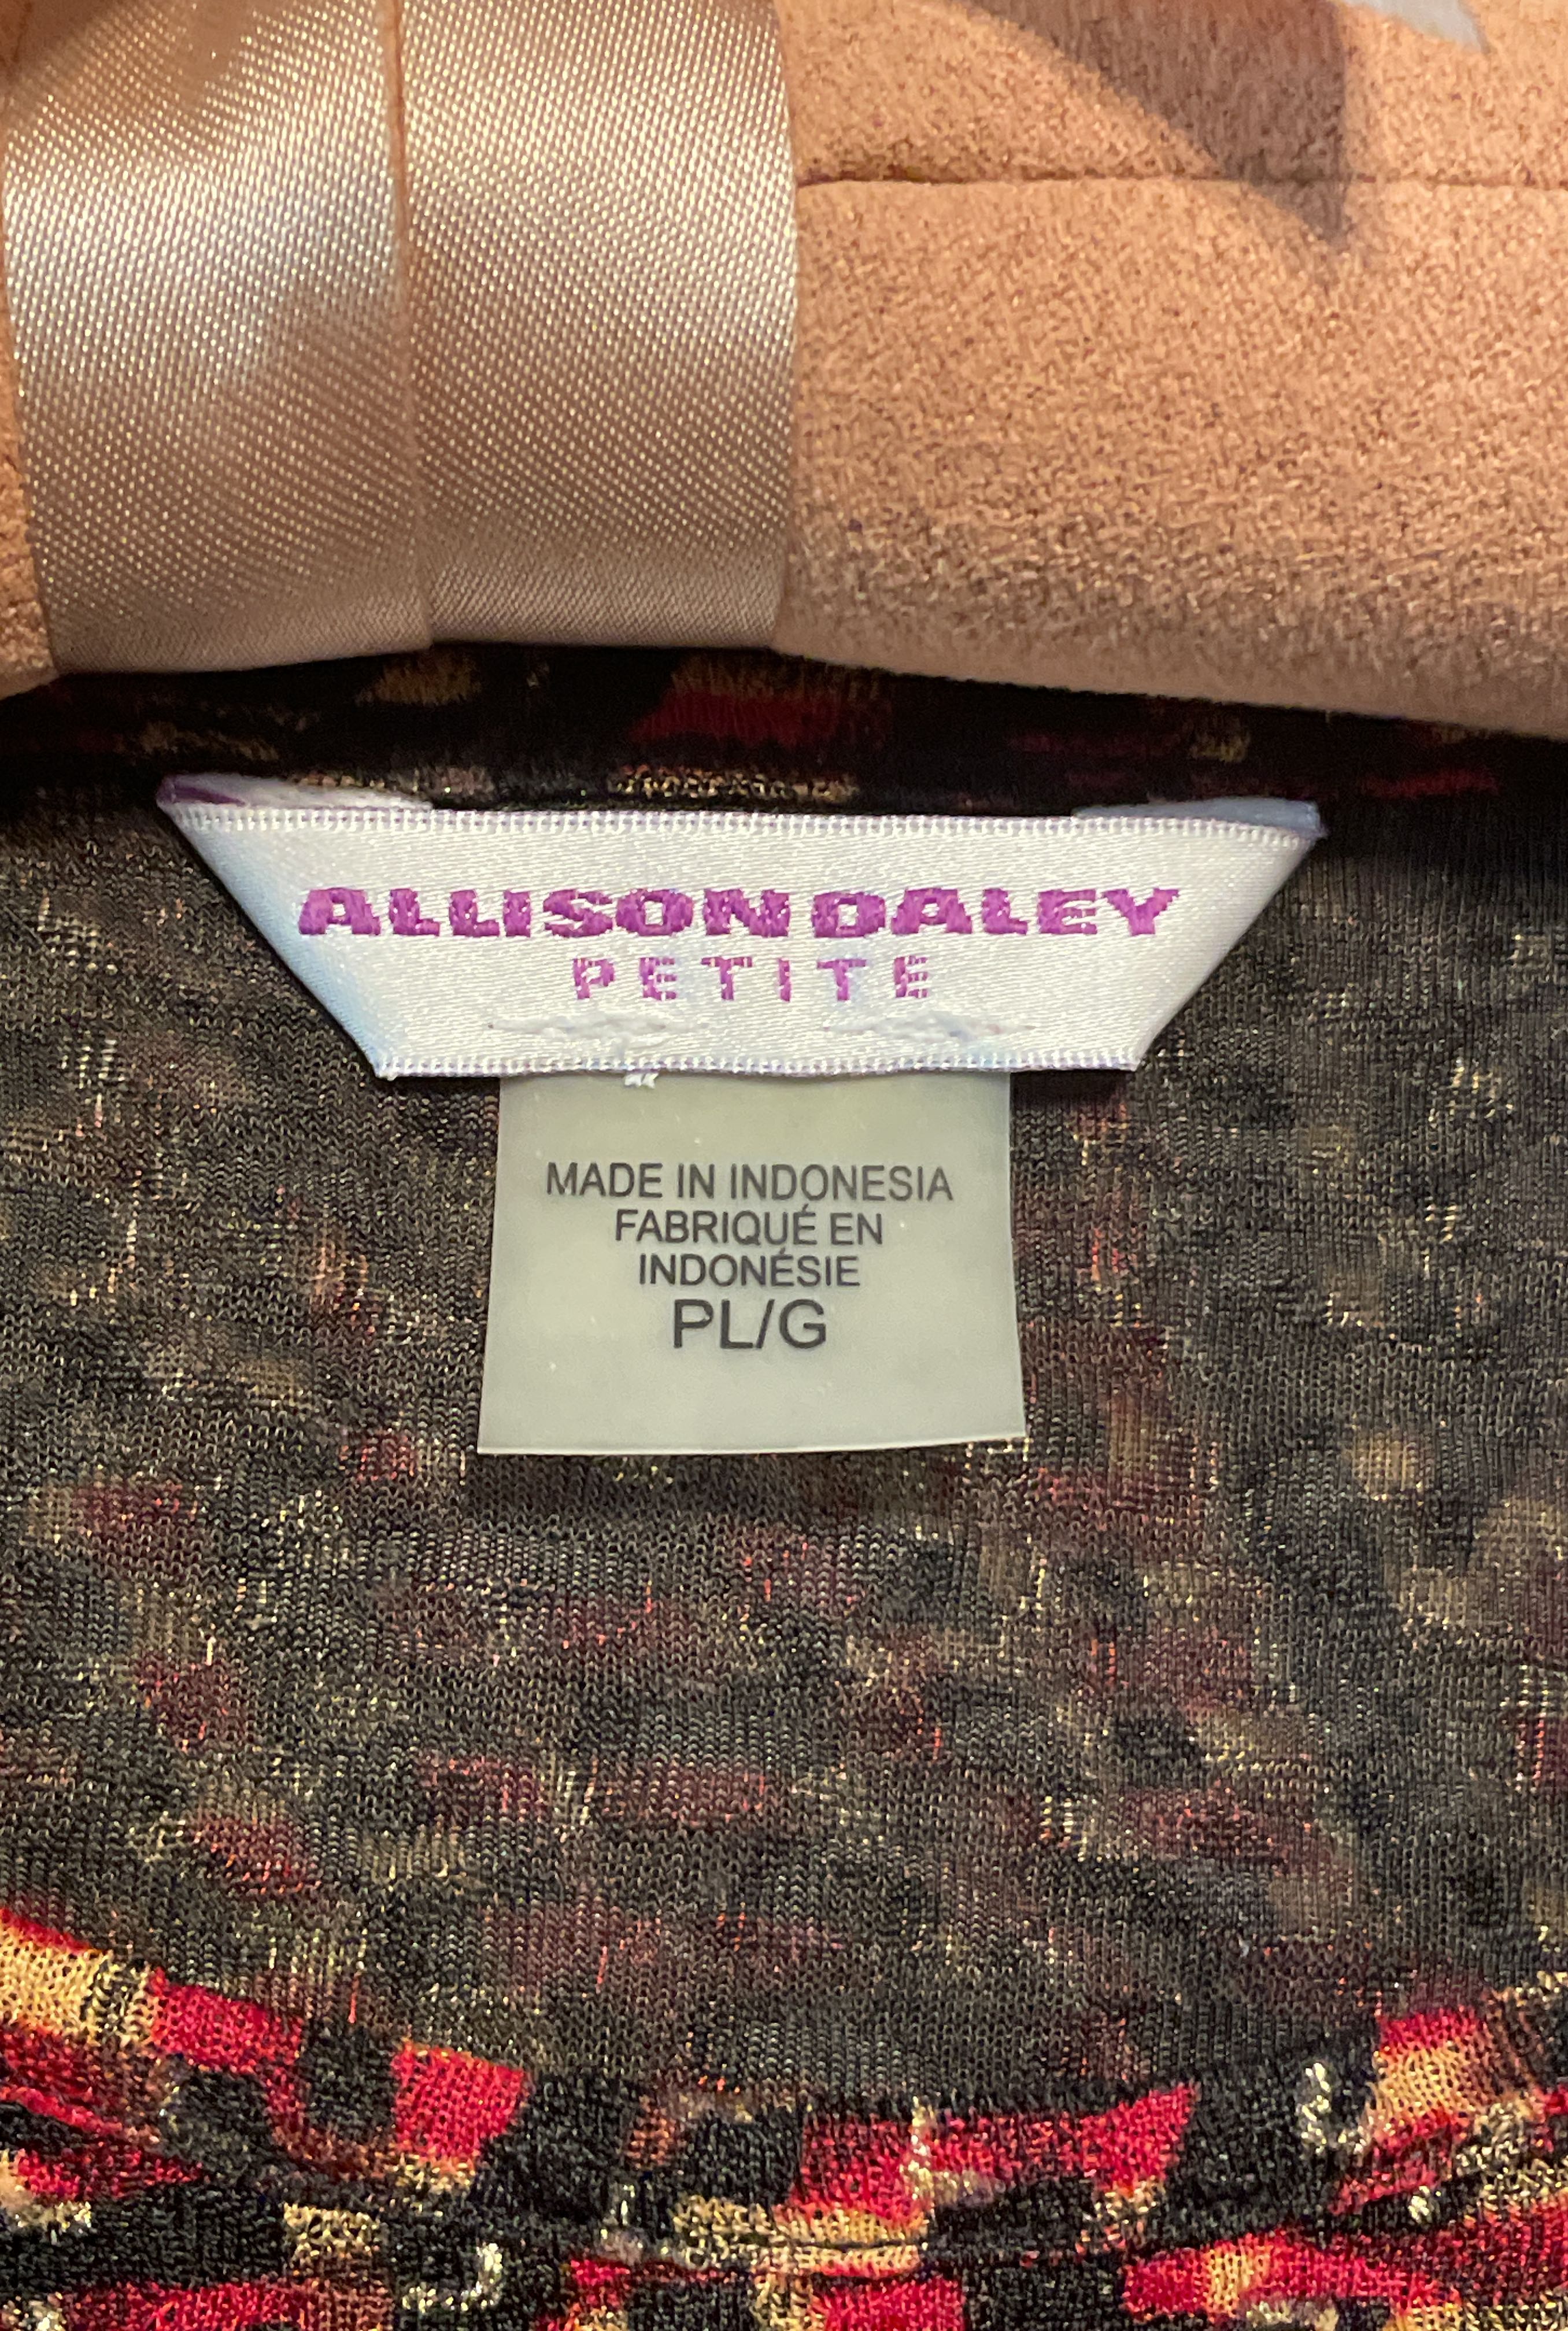 ALLISON DALEY
PETITE
MADE IN INDONESIA
FABRIQUÉ EN
INDONÉSIE
PL/G